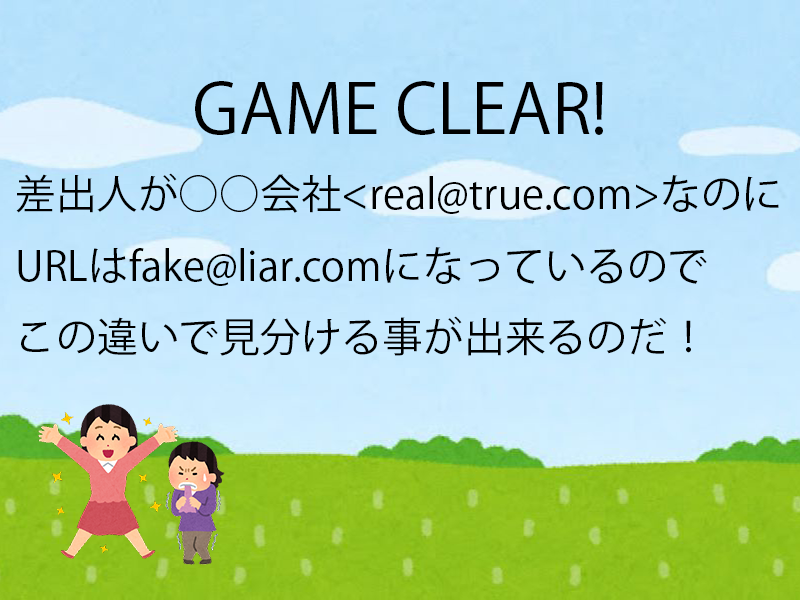 GAME CLEAR!
差出人が○○会社<real@true.com>なのに
URLはfake@liar.comになっているので
この違いで見分ける事が出来るのだ！